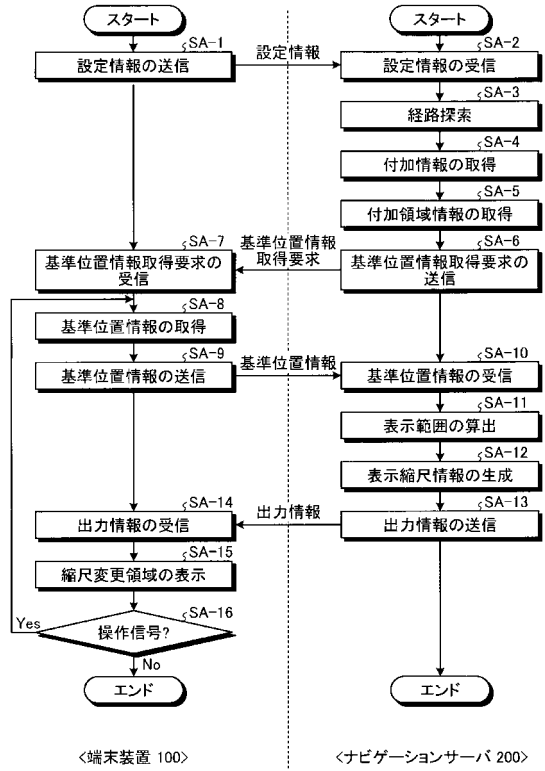 スタート
スタート
SA-1
設定情報の送信
設定情報
SA-2
設定情報の受信
SA-3
経路探索
SA-4
付加情報の取得
SA-5
付加領域情報の取得
SA-7
基準位置情報取得要求の
受信
基準位置情報
取得要求
SA-6
基準位置情報取得要求の
送信
SA-8
基準位置情報の取得
SA-9
基準位置情報の送信
基準位置情報
SA-10
基準位置情報の受信
SA-11
表示範囲の算出
SA-12
表示縮尺情報の生成
SA-14
出力情報の受信
出力情報
SA-13
出力情報の送信
SA-15
縮尺変更領域の表示
SA-16
Yes
操作信号?
No
エンド
エンド
<端末装置 100>
<ナビゲーションサーバ 200>